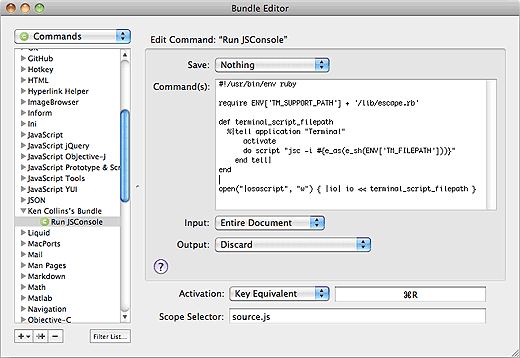 Bundle Editor
Commands
GitHub
Hotkey
HTML
Hyperlink Helper
ImageBrowser
Inform
Ini
JavaScript
JavaScript jQuery
JavaScript Objective-J
JavaScript Prototype & Scr
JavaScript Tools
JavaScript YUI
JSON
Ken Collins's Bundle
Run JSConsole
Liquid
MacPorts
Mail
Man Pages
Markdown
Math
Matlab
Navigation
Objective-C
Filter List...
Edit Command: "Run JSConsole"
Save: Nothing
Command(s):
#!/usr/bin/env ruby
require ENV['TM_SUPPORT_PATH'] + '/lib/escape.rb'
def terminal_script_filepath
%|tell application "Terminal"
activate
do script "jsc -i #{e_as(e_sh(ENV['TM_FILEPATH']))}"
end tell|
end
open("|osascript", "w") { |io| io << terminal_script_filepath }
Input: Entire Document
Output: Discard
?
Activation: Key Equivalent ⌘R
Scope Selector: source.js